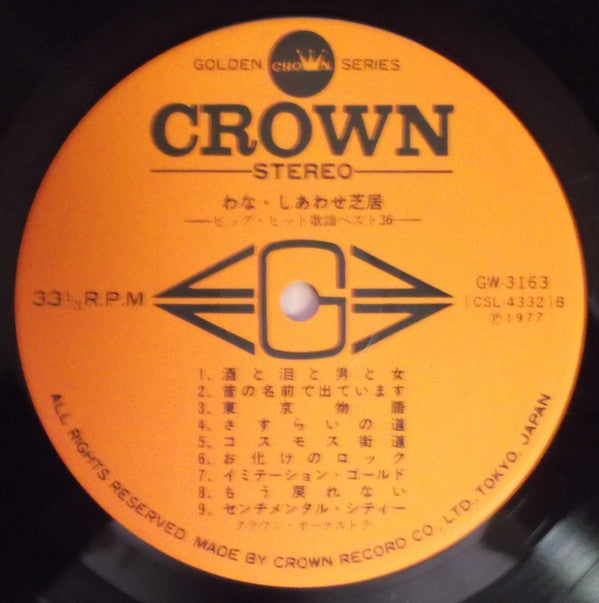 GOLDEN CROWN SERIES
CROWN
STEREO
わな・しあわせ芝居
ビッグ・ヒット歌謡ベスト36
33⅓ R.P.M
G
GW-3163
(CSL-4332)B
Ⓟ1977
1. 酒と泪と男と女
2. 昔の名前で出ています
3. 東京物語
4. さすらいの道
5. コスモス街道
6. お化けのロック
7. イミテーション・ゴールド
8. もう戻れない
9. センチメンタル・シティー
クラウン・オーケストラ
ALL RIGHTS RESERVED. MADE BY CROWN RECORD CO., LTD., TOKYO, JAPAN